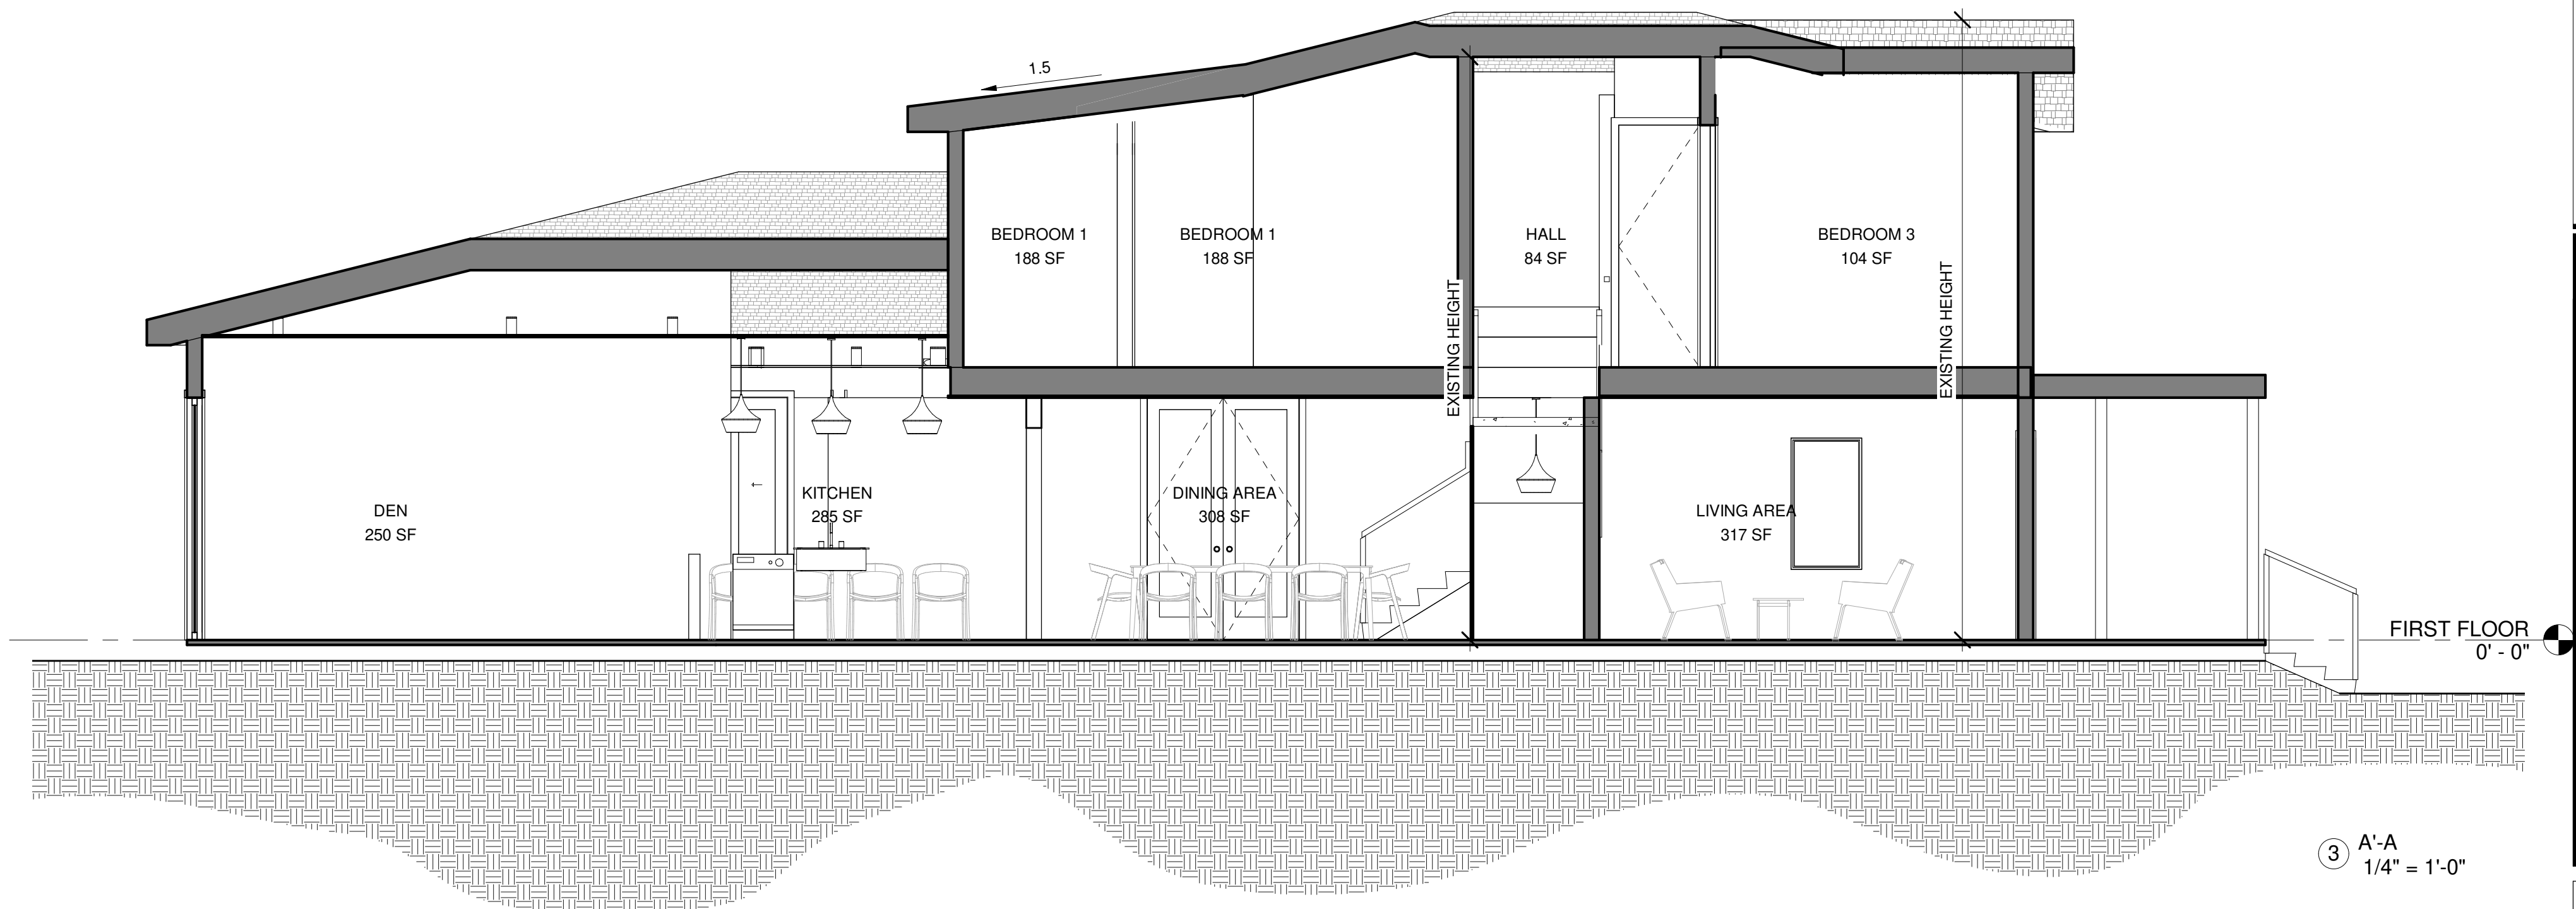 1.5
BEDROOM 1
188 SF
BEDROOM 1
188 SF
HALL
84 SF
BEDROOM 3
104 SF
EXISTING HEIGHT
EXISTING HEIGHT
DEN
250 SF
KITCHEN
285 SF
DINING AREA
308 SF
LIVING AREA
317 SF
FIRST FLOOR
0' - 0"
3
A'-A
1/4" = 1'-0"